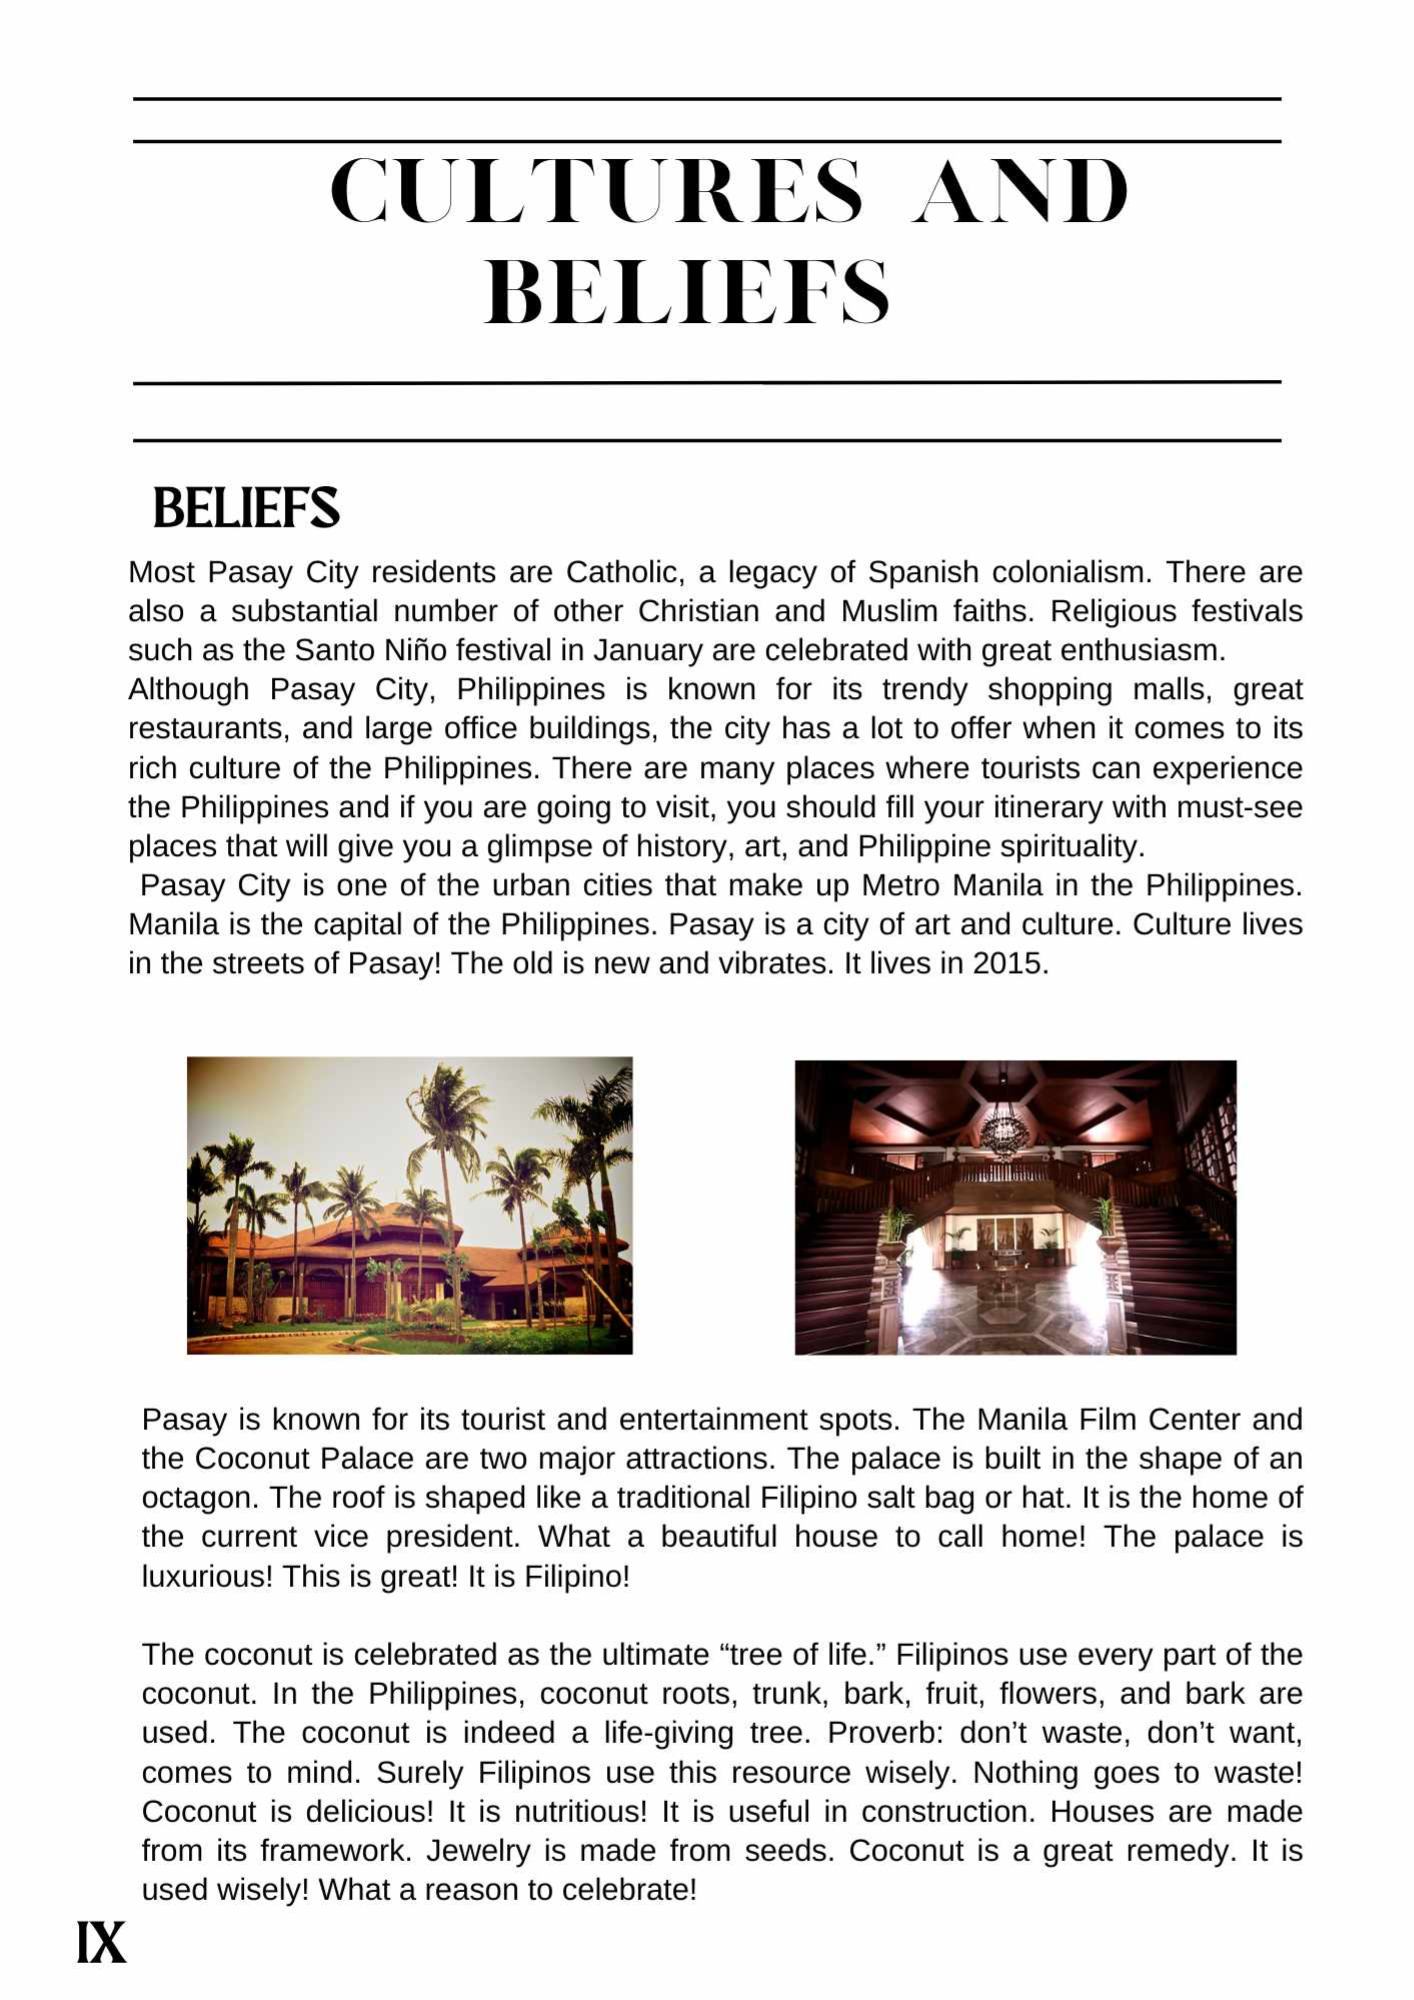 CULTURES AND
BELIEFS
BELIEFS
Most Pasay City residents are Catholic, a legacy of Spanish colonialism. There are
also a substantial number of other Christian and Muslim faiths. Religious festivals
such as the Santo Niño festival in January are celebrated with great enthusiasm.
Although Pasay City, Philippines is known for its trendy shopping malls, great
restaurants, and large office buildings, the city has a lot to offer when it comes to its
rich culture of the Philippines. There are many places where tourists can experience
the Philippines and if you are going to visit, you should fill your itinerary with must-see
places that will give you a glimpse of history, art, and Philippine spirituality.
Pasay City is one of the urban cities that make up Metro Manila in the Philippines.
Manila is the capital of the Philippines. Pasay is a city of art and culture. Culture lives
in the streets of Pasay! The old is new and vibrates. It lives in 2015.
Pasay is known for its tourist and entertainment spots. The Manila Film Center and
the Coconut Palace are two major attractions. The palace is built in the shape of an
octagon. The roof is shaped like a traditional Filipino salt bag or hat. It is the home of
the current vice president. What a beautiful house to call home! The palace is
luxurious! This is great! It is Filipino!
The coconut is celebrated as the ultimate “tree of life.” Filipinos use every part of the
coconut. In the Philippines, coconut roots, trunk, bark, fruit, flowers, and bark are
used. The coconut is indeed a life-giving tree. Proverb: don’t waste, don’t want,
comes to mind. Surely Filipinos use this resource wisely. Nothing goes to waste!
Coconut is delicious! It is nutritious! It is useful in construction. Houses are made
from its framework. Jewelry is made from seeds. Coconut is a great remedy. It is
used wisely! What a reason to celebrate!
IX